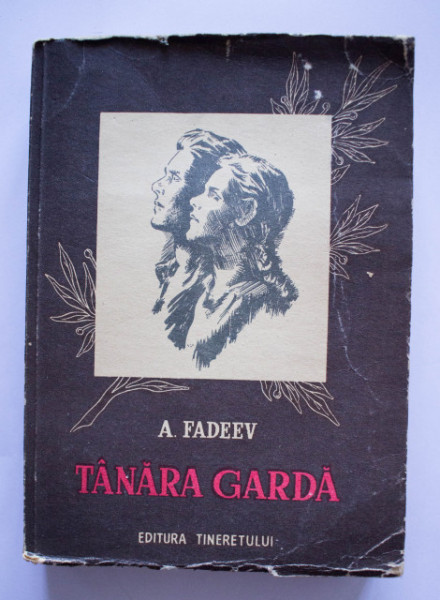 A. FADEEV
TÂNĂRA GARDĂ
EDITURA TINERETULUI